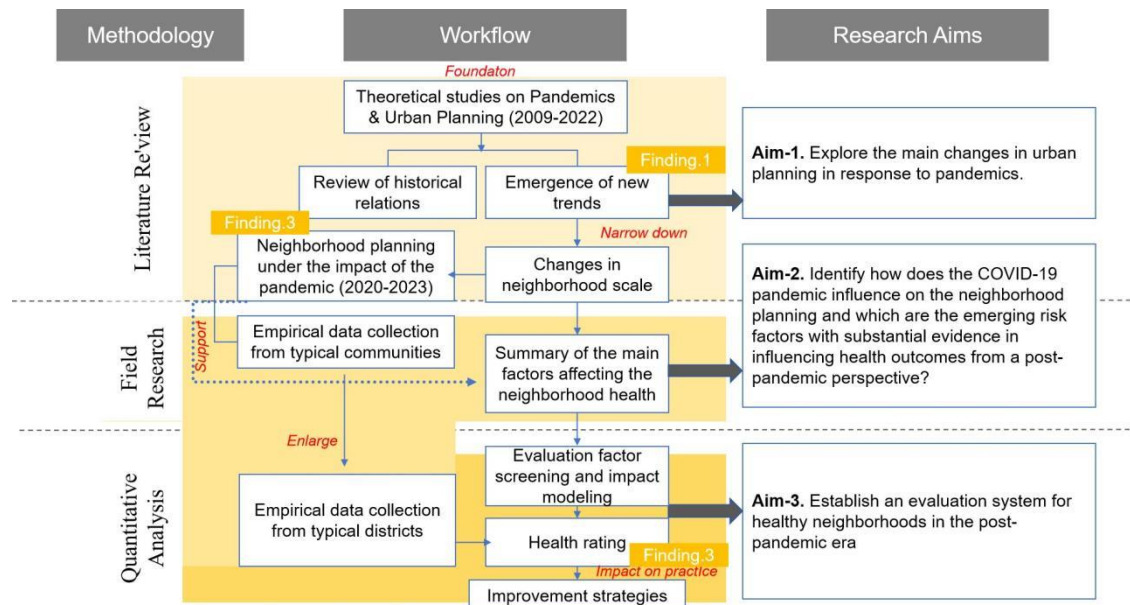 Methodology
Workflow
Research Aims
Foundaton
Theoretical studies on Pandemics
& Urban Planning (2009-2022)
Finding.1
Literature Re'view
Review of historical
relations
Emergence of new
trends
Aim-1. Explore the main changes in urban
planning in response to pandemics.
Finding.3
Narrow down
Neighborhood planning
under the impact of the
pandemic (2020-2023)
Changes in
neighborhood scale
Aim-2. Identify how does the COVID-19
pandemic influence on the neighborhood
planning and which are the emerging risk
factors with substantial evidence in
influencing health outcomes from a post-
pandemic perspective?
Field
Research
Support
Empirical data collection
from typical communities
Summary of the main
factors affecting the
neighborhood health
Enlarge
Quantitative
Analysis
Evaluation factor
screening and impact
modeling
Empirical data collection
from typical districts
Health rating
Finding.3
Aim-3. Establish an evaluation system for
healthy neighborhoods in the post-
pandemic era
Impact on practice
Improvement strategies